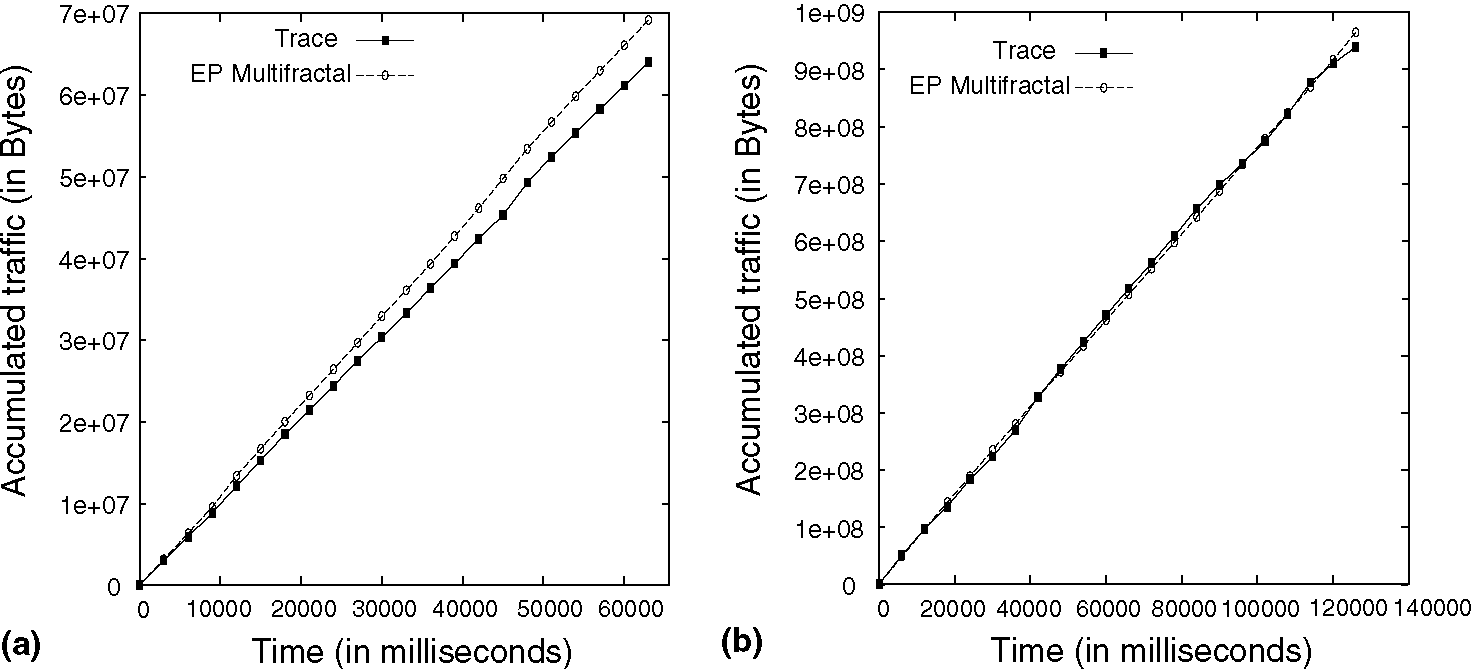 Accumulated traffic (in Bytes)
7e+07
6e+07
5e+07
4e+07
3e+07
2e+07
1e+07
0
Trace
EP Multifractal
0 10000 20000 30000 40000 50000 60000
Time (in milliseconds)
(a)
Accumulated traffic (in Bytes)
1e+09
9e+08
8e+08
7e+08
6e+08
5e+08
4e+08
3e+08
2e+08
1e+08
0
Trace
EP Multifractal
0 20000 40000 60000 80000 100000 120000 140000
Time (in milliseconds)
(b)